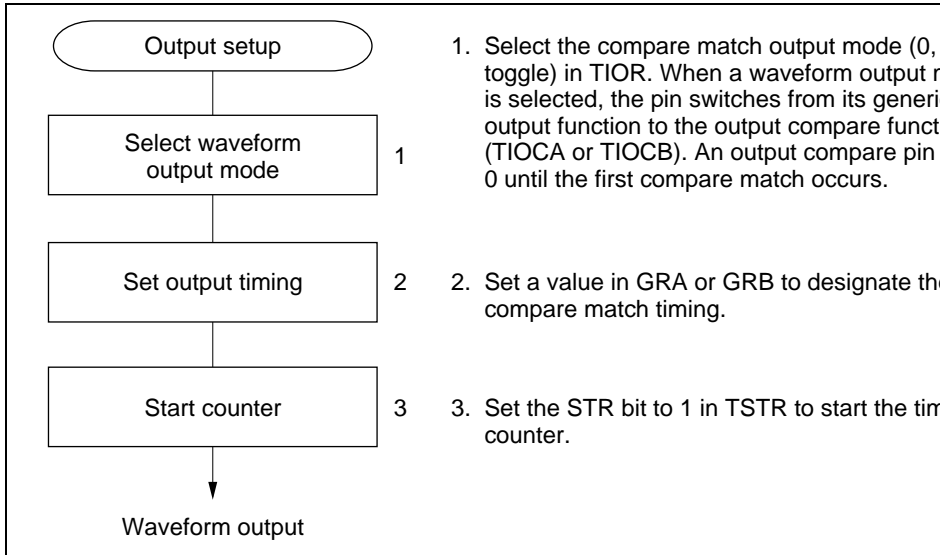 Output setup
Select waveform
output mode
1
Set output timing
2
Start counter
3
Waveform output
1. Select the compare match output mode (0,
toggle) in TIOR. When a waveform output
is selected, the pin switches from its
output function to the output compare
(TIOCA or TIOCB). An output compare pin
0 until the first compare match occurs.
2. Set a value in GRA or GRB to designate
compare match timing.
3. Set the STR bit to 1 in TSTR to start the
counter.